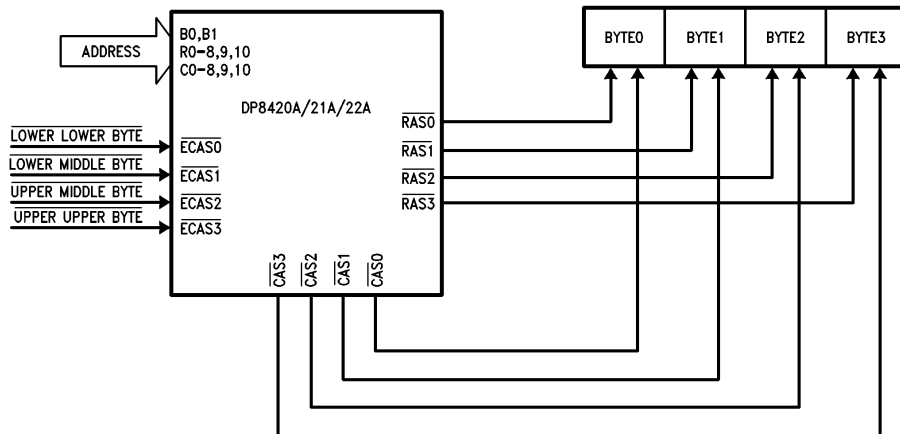 B0,B1
R0-8,9,10
C0-8,9,10
ADDRESS
DP8420A/21A/22A
BYTE0 BYTE1 BYTE2 BYTE3
LOWER LOWER BYTE
LOWER MIDDLE BYTE
UPPER MIDDLE BYTE
UPPER UPPER BYTE
ECAS0
ECAS1
ECAS2
ECAS3
RAS0
RAS1
RAS2
RAS3
CAS3
CAS2
CAS1
CAS0